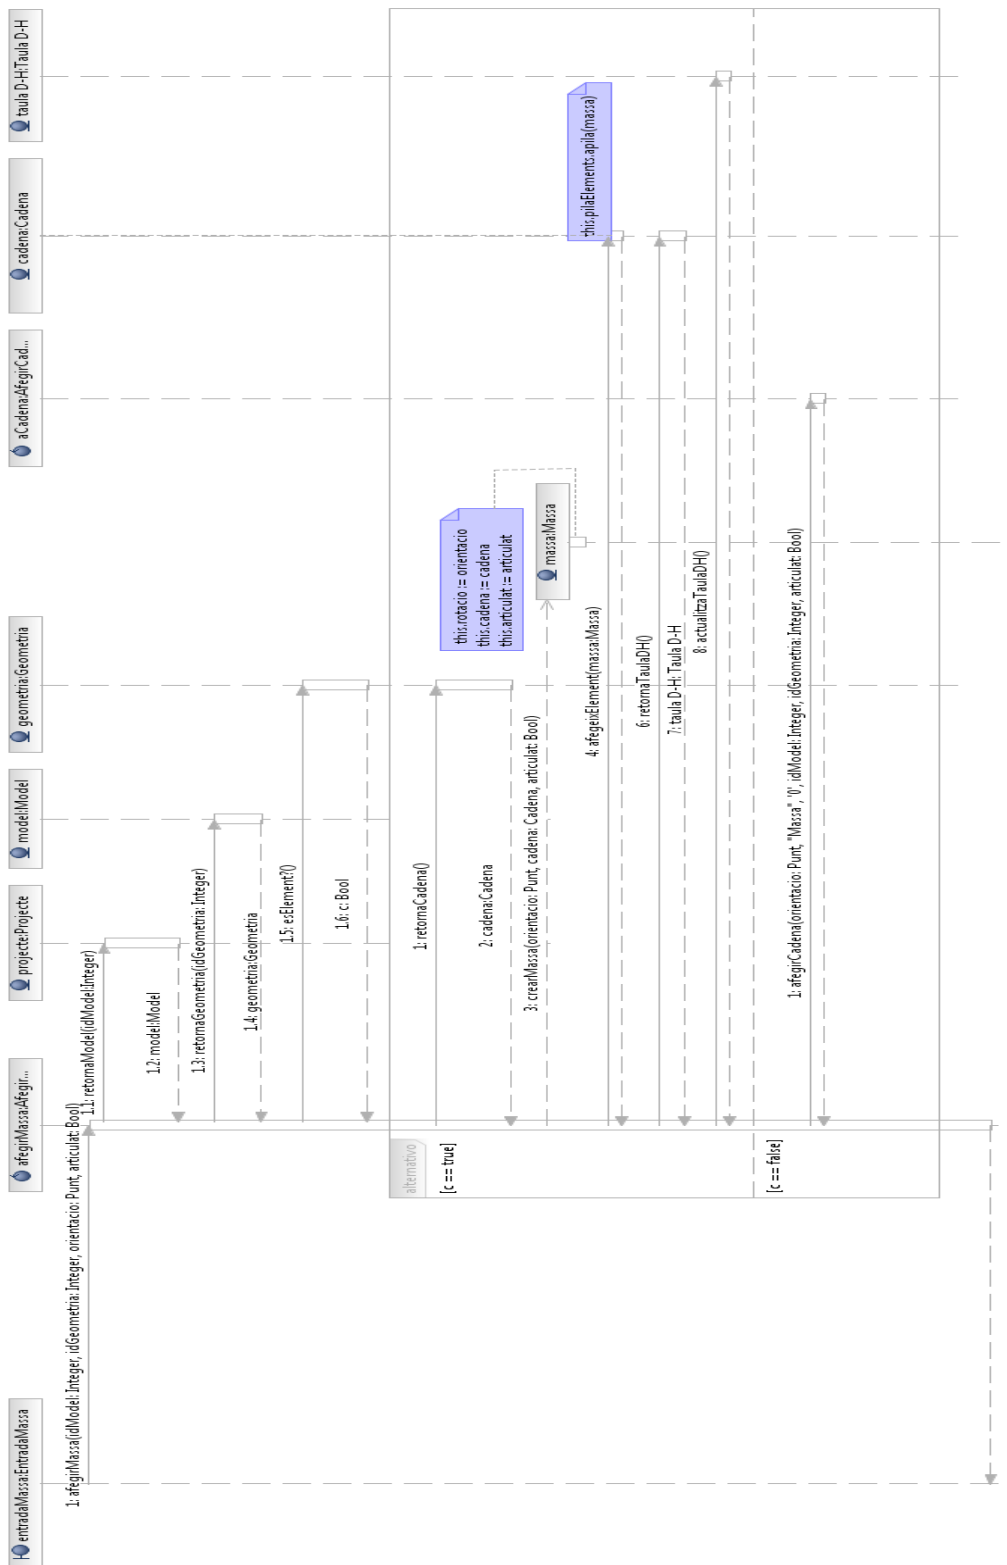 entradaMassa:EntradaMassa
afegirMassa:Afegir...
projecte:Projecte
model:Model
geometria:Geometria
aCadena:AfegirCad...
cadena:Cadena
taula D-H:Taula D-H
1: afegirMassa(idModel: Integer, idGeometria: Integer, orientacio: Punt, articulat: Bool)
1.1: retornaModel(idModel:Integer)
1.2: model:Model
1.3: retornaGeometria(idGeometria: Integer)
1.4: geometria:Geometria
1.5: esElement?()
1.6: c: Bool
alternativo
[c == true]
1: retornaCadena()
2: cadena:Cadena
this.rotacio := orientacio
this.cadena := cadena
this.articulat := articulat
3: crearMassa(orientacio: Punt, cadena: Cadena, articulat: Bool)
massa:Massa
this.pilaElements.apila(massa)
4: afegeixElement(massa:Massa)
6: retornaTaulaDH()
7: taula D-H: Taula D-H
8: actualitzaTaulaDH()
[c == false]
1: afegirCadena(orientacio: Punt, "Massa", '0', idModel: Integer, idGeometria: Integer, articulat: Bool)